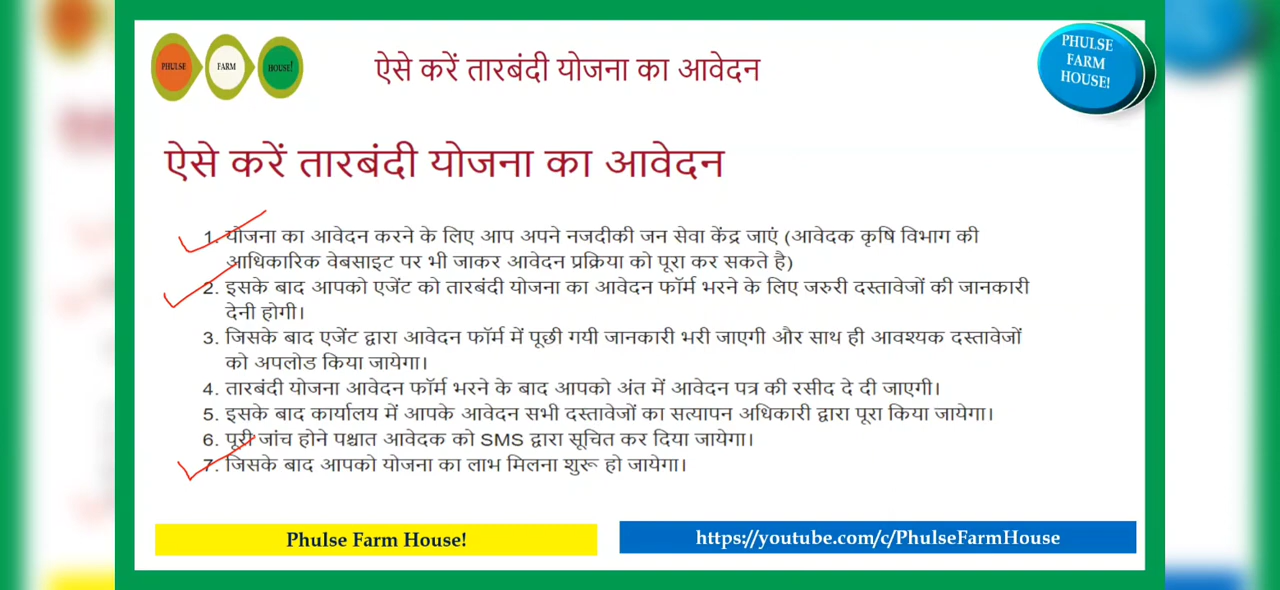 PHULSE
FARM
HOUSE!
ऐसे करें तारबंदी योजना का आवेदन
PHULSE
FARM
HOUSE!
ऐसे करें तारबंदी योजना का आवेदन
1. योजना का आवेदन करने के लिए आप अपने नजदीकी जन सेवा केंद्र जाएं (आवेदक कृषि विभाग की
आधिकारिक वेबसाइट पर भी जाकर आवेदन प्रक्रिया को पूरा कर सकते है)
2. इसके बाद आपको एजेंट को तारबंदी योजना का आवेदन फॉर्म भरने के लिए जरुरी दस्तावेजों की जानकारी
देनी होगी।
3. जिसके बाद एजेंट द्वारा आवेदन फॉर्म में पूछी गयी जानकारी भरी जाएगी और साथ ही आवश्यक दस्तावेजों
को अपलोड किया जायेगा।
4. तारबंदी योजना आवेदन फॉर्म भरने के बाद आपको अंत में आवेदन पत्र की रसीद दे दी जाएगी।
5. इसके बाद कार्यालय में आपके आवेदन सभी दस्तावेजों का सत्यापन अधिकारी द्वारा पूरा किया जायेगा।
6. पूरी जांच होने पश्चात आवेदक को SMS द्वारा सूचित कर दिया जायेगा।
7. जिसके बाद आपको योजना का लाभ मिलना शुरू हो जायेगा।
Phulse Farm House!
https://youtube.com/c/PhulseFarmHouse